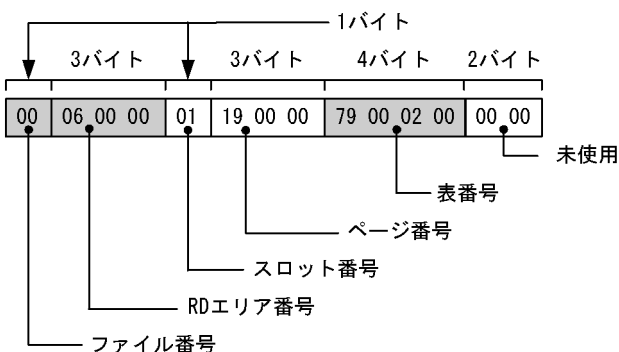 1バイト
3バイト 3バイト 4バイト 2バイト
00 06 00 00 01 19 00 00 79 00 02 00 00 00
未使用
表番号
ページ番号
スロット番号
RDエリア番号
ファイル番号